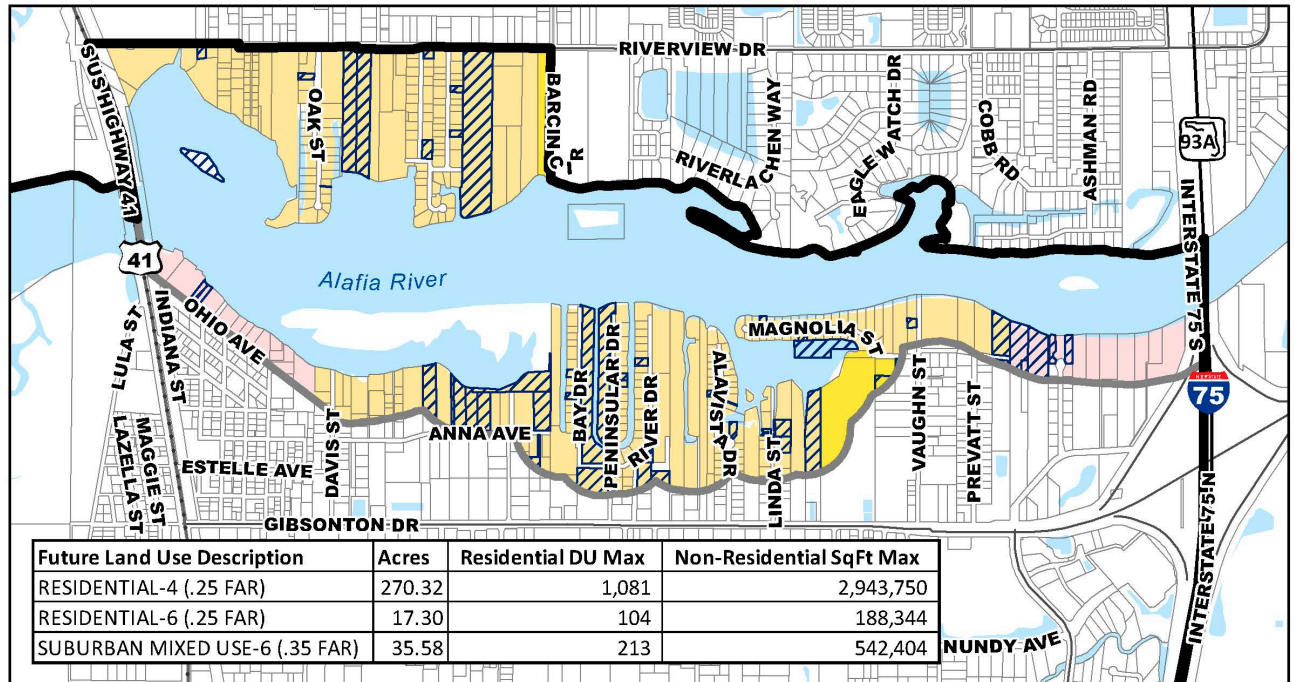 RIVERVIEW DR
S US HIGHWAY 41
OAK ST
BARCIN C
R
RIVERLA
CHEN WAY
EAGLE WATCH DR
COBB RD
ASHMAN RD
93A
INTERSTATE 75 S
41
Alafia River
LULA ST
INDIANA ST
OHIO AVE
MAGNOLIA ST
75
MAGGIE ST
LAZELLA ST
ESTELLE AVE
DAVIS ST
ANNA AVE
BAY DR
PENINSULAR DR
RIVER DR
ALAVISTA DR
LINDA ST
VAUGHN ST
PREVATT ST
GIBSONTON DR
INTERSTATE 75 N
Future Land Use Description Acres Residential DU Max Non-Residential SqFt Max
RESIDENTIAL-4 (.25 FAR) 270.32 1,081 2,943,750
RESIDENTIAL-6 (.25 FAR) 17.30 104 188,344
SUBURBAN MIXED USE-6 (.35 FAR) 35.58 213 542,404
NUNDY AVE